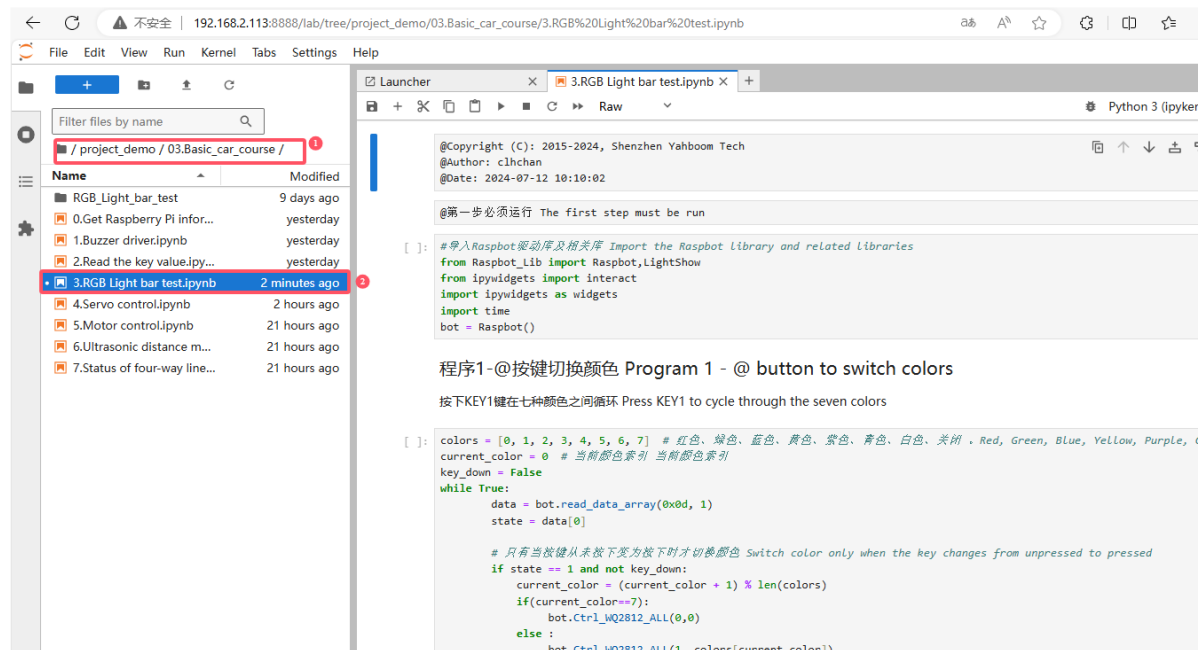 不安全 192.168.2.113:8888/lab/tree/project_demo/03.Basic_car_course/3.RGB%20Light%20bar%20test.ipynb
File Edit View Run Kernel Tabs Settings Help
Launcher
3.RGB Light bar test.ipynb
Raw
Python 3 (ipyker
Filter files by name
/ project_demo / 03.Basic_car_course /
1
Name Modified
RGB_Light_bar_test 9 days ago
0.Get Raspberry Pi infor... yesterday
1.Buzzer driver.ipynb yesterday
2.Read the key value.ipy... yesterday
3.RGB Light bar test.ipynb 2 minutes ago
2
4.Servo control.ipynb 2 hours ago
5.Motor control.ipynb 21 hours ago
6.Ultrasonic distance m... 21 hours ago
7.Status of four-way line... 21 hours ago
@Copyright (C): 2015-2024, Shenzhen Yahboom Tech
@Author: clhchan
@Date: 2024-07-12 10:10:02
@第一步必须运行 The first step must be run
[ ]:
#导入Raspbot驱动库及相关库 Import the Raspbot library and related libraries
from Raspbot_Lib import Raspbot,LightShow
from ipywidgets import interact
import ipywidgets as widgets
import time
bot = Raspbot()
程序1-@按键切换颜色 Program 1 - @ button to switch colors
按下KEY1键在七种颜色之间循环 Press KEY1 to cycle through the seven colors
[ ]:
colors = [0, 1, 2, 3, 4, 5, 6, 7] # 红色、绿色、蓝色、黄色、紫色、青色、白色、关闭 。Red, Green, Blue, Yellow, Purple,
current_color = 0 # 当前颜色索引 当前颜色索引
key_down = False
while True:
data = bot.read_data_array(0x0d, 1)
state = data[0]
# 只有当按键从未按下变为按下时才切换颜色 Switch color only when the key changes from unpressed to pressed
if state == 1 and not key_down:
current_color = (current_color + 1) % len(colors)
if(current_color==7):
bot.Ctrl_WQ2812_ALL(0,0)
else :
bot.Ctrl_WQ2812_ALL(1, colors[current_color])